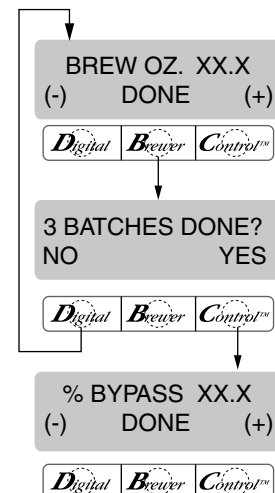 BREW OZ. XX.X
(-) DONE (+)
Digital Brewer Control™
3 BATCHES DONE?
NO YES
Digital Brewer Control™
% BYPASS XX.X
(-) DONE (+)
Digital Brewer Control™